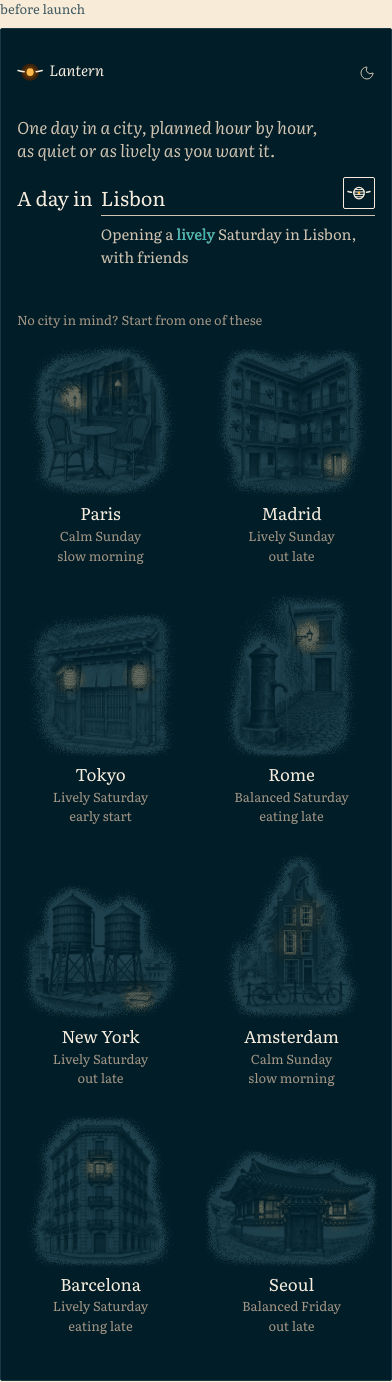 before launch
Lantern
One day in a city, planned hour by hour,
as quiet or as lively as you want it.
A day in Lisbon
Opening a lively Saturday in Lisbon,
with friends
No city in mind? Start from one of these
Paris
Calm Sunday
slow morning
Madrid
Lively Sunday
out late
Tokyo
Lively Saturday
early start
Rome
Balanced Saturday
eating late
New York
Lively Saturday
out late
Amsterdam
Calm Sunday
slow morning
Barcelona
Lively Saturday
eating late
Seoul
Balanced Friday
out late